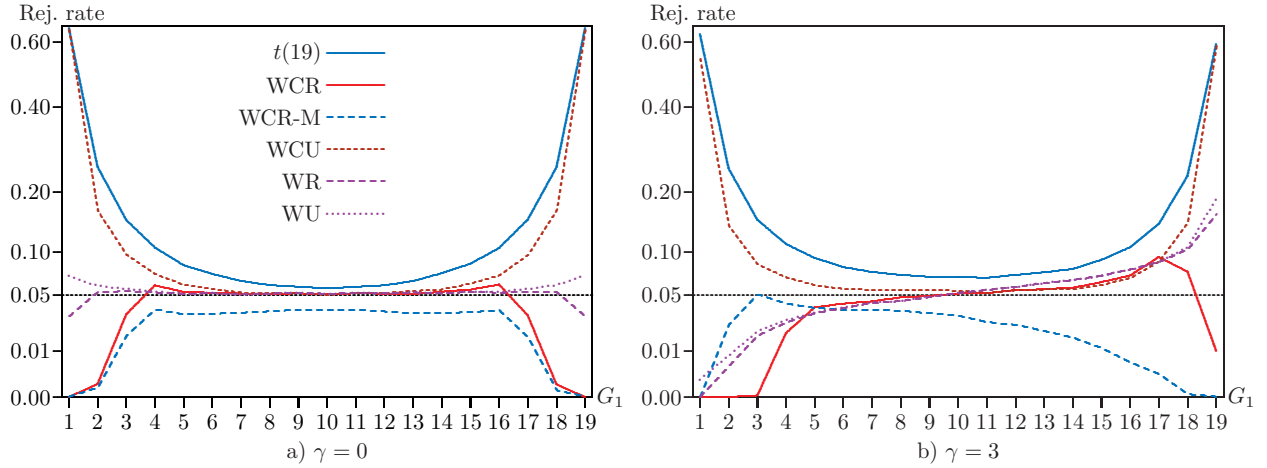 Rej. rate
0.60
0.40
0.20
0.10
0.05
0.01
0.00
t(19)
WCR
WCR-M
WCU
WR
WU
1 2 3 4 5 6 7 8 9 10 11 12 13 14 15 16 17 18 19
G1
a) γ = 0
Rej. rate
0.60
0.40
0.20
0.10
0.05
0.01
0.00
1 2 3 4 5 6 7 8 9 10 11 12 13 14 15 16 17 18 19
G1
b) γ = 3